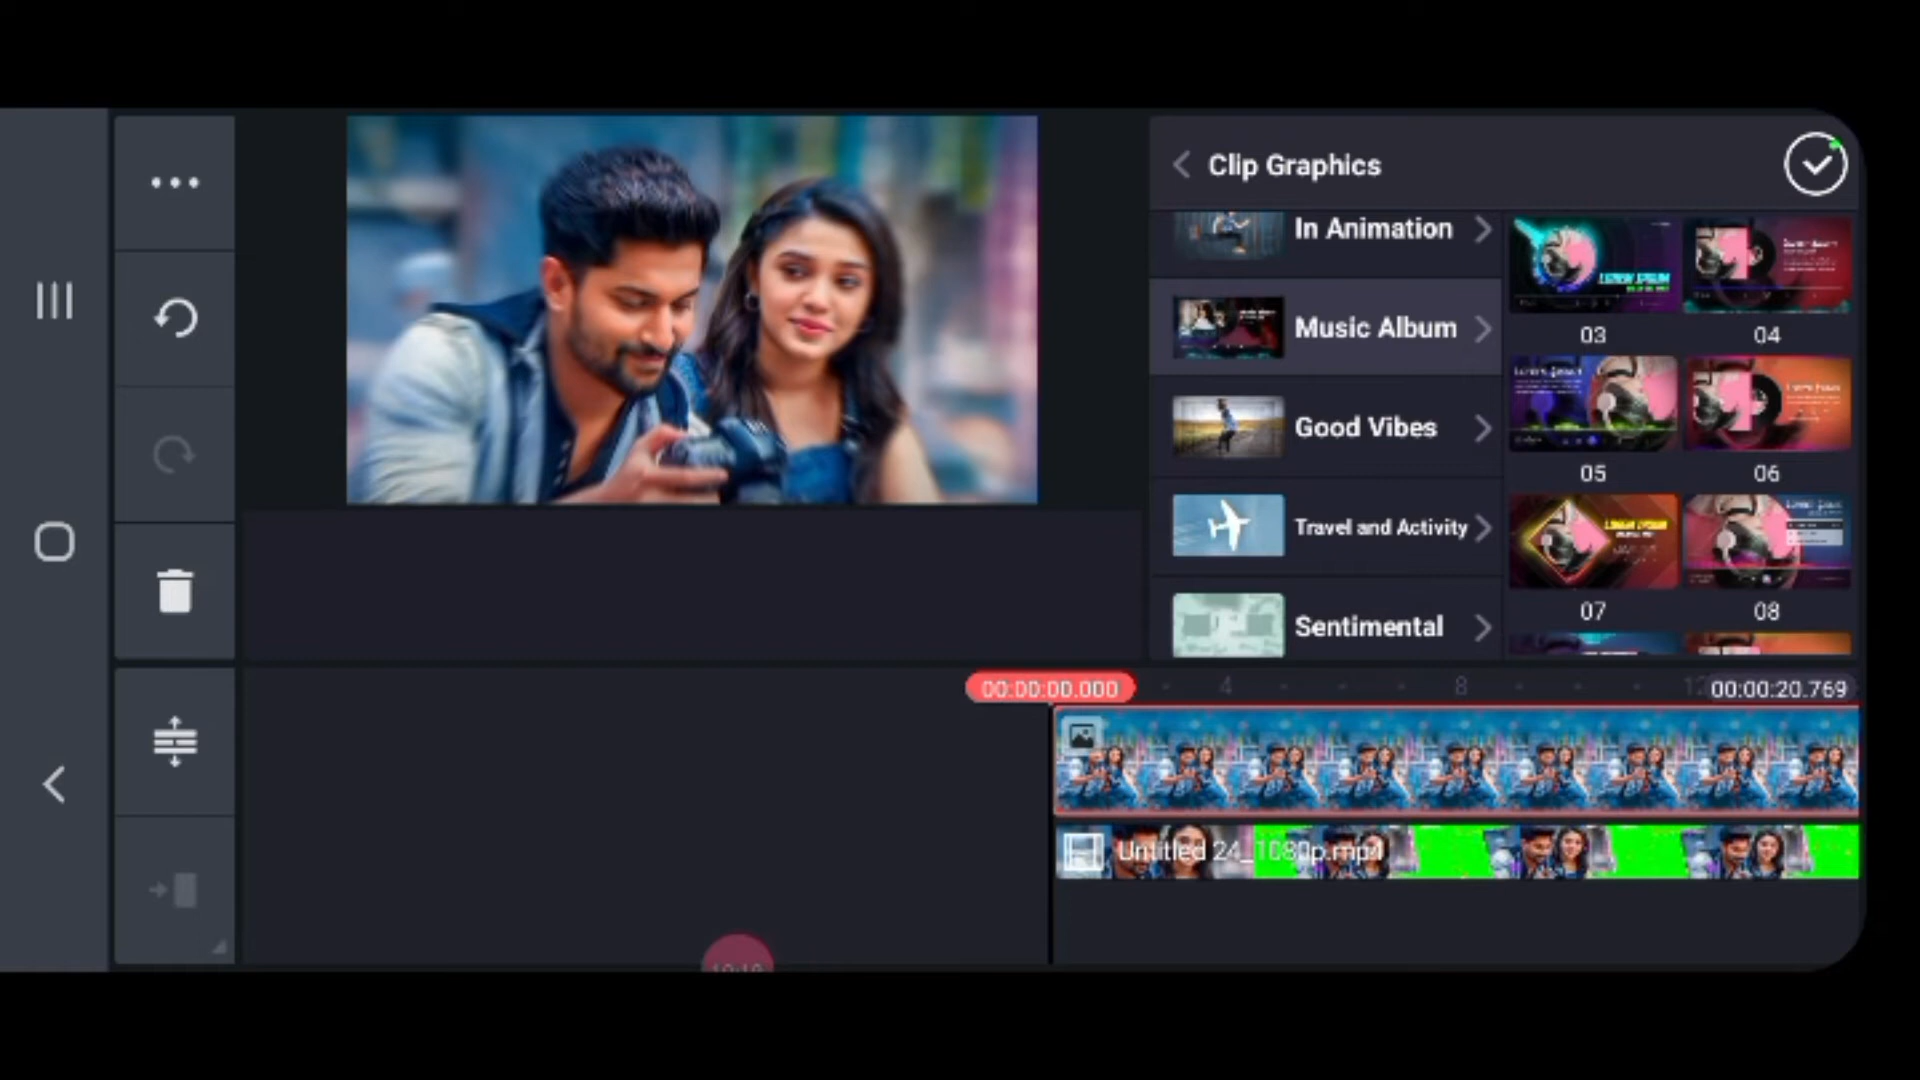 Clip Graphics
In Animation
Music Album
Good Vibes
Travel and Activity
Sentimental
03
04
05
06
07
08
00:00:00.000
4
8
00:00:20.769
Untitled 24_1080p.mp4